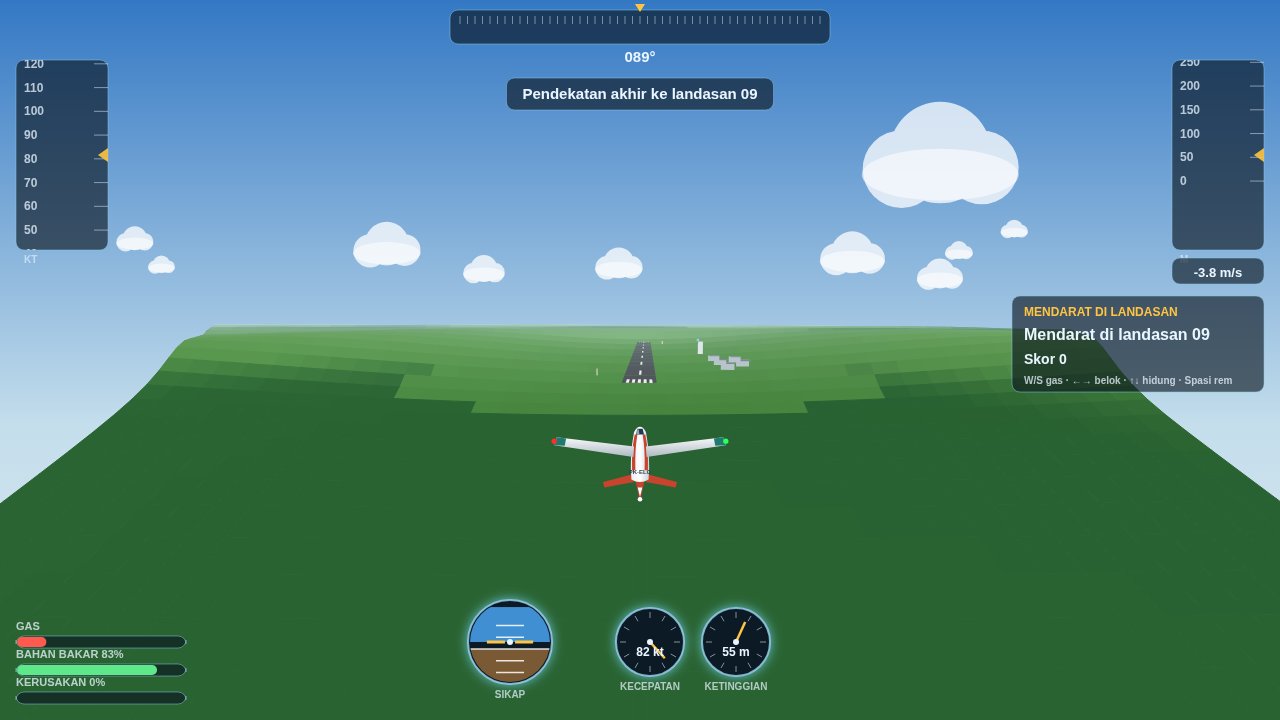 089°
Pendekatan akhir ke landasan 09
120
110
100
90
80
70
60
50
KT
250
200
150
100
50
0
-3.8 m/s
MENDARAT DI LANDASAN
Mendarat di landasan 09
Skor 0
W/S gas · ←→ belok · ↑↓ hidung · Spasi rem
GAS
BAHAN BAKAR 83%
KERUSAKAN 0%
SIKAP
82 kt
KECEPATAN
55 m
KETINGGIAN